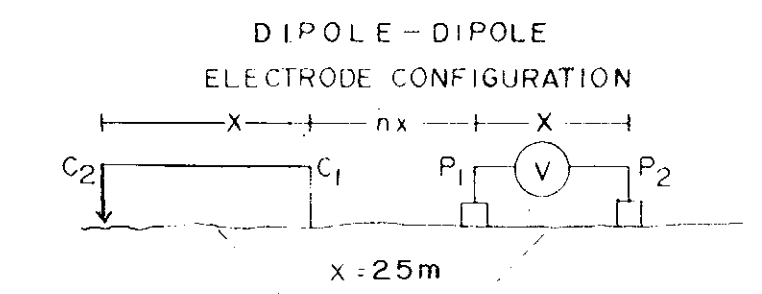 DIPOLE-DIPOLE
ELECTRODE CONFIGURATION
X nx X
C2 C1 P1 V P2
x = 25m